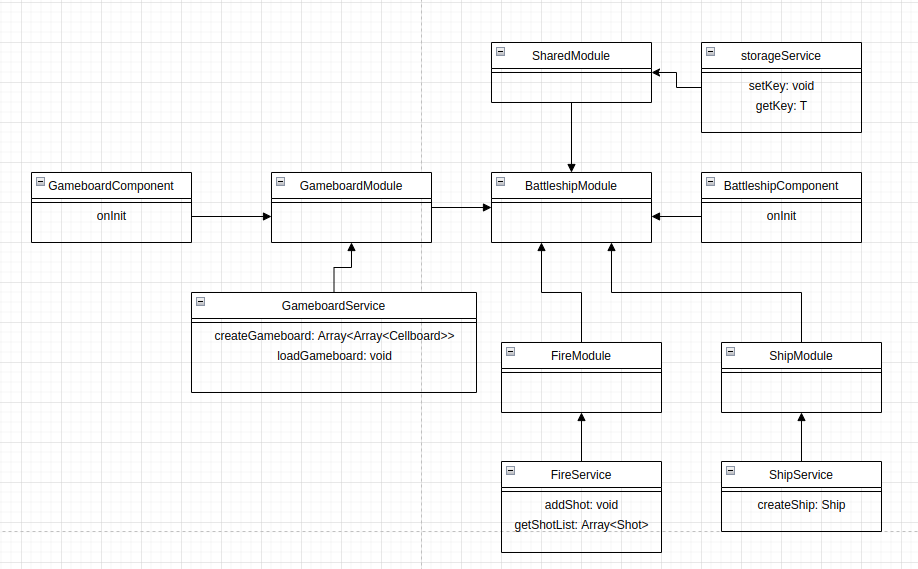 SharedModule
storageService
setKey: void
getKey: T
GameboardComponent
onInit
GameboardModule
BattleshipModule
BattleshipComponent
onInit
GameboardService
createGameboard: Array<Array<Cellboard>>
loadGameboard: void
FireModule
ShipModule
FireService
addShot: void
getShotList: Array<Shot>
ShipService
createShip: Ship